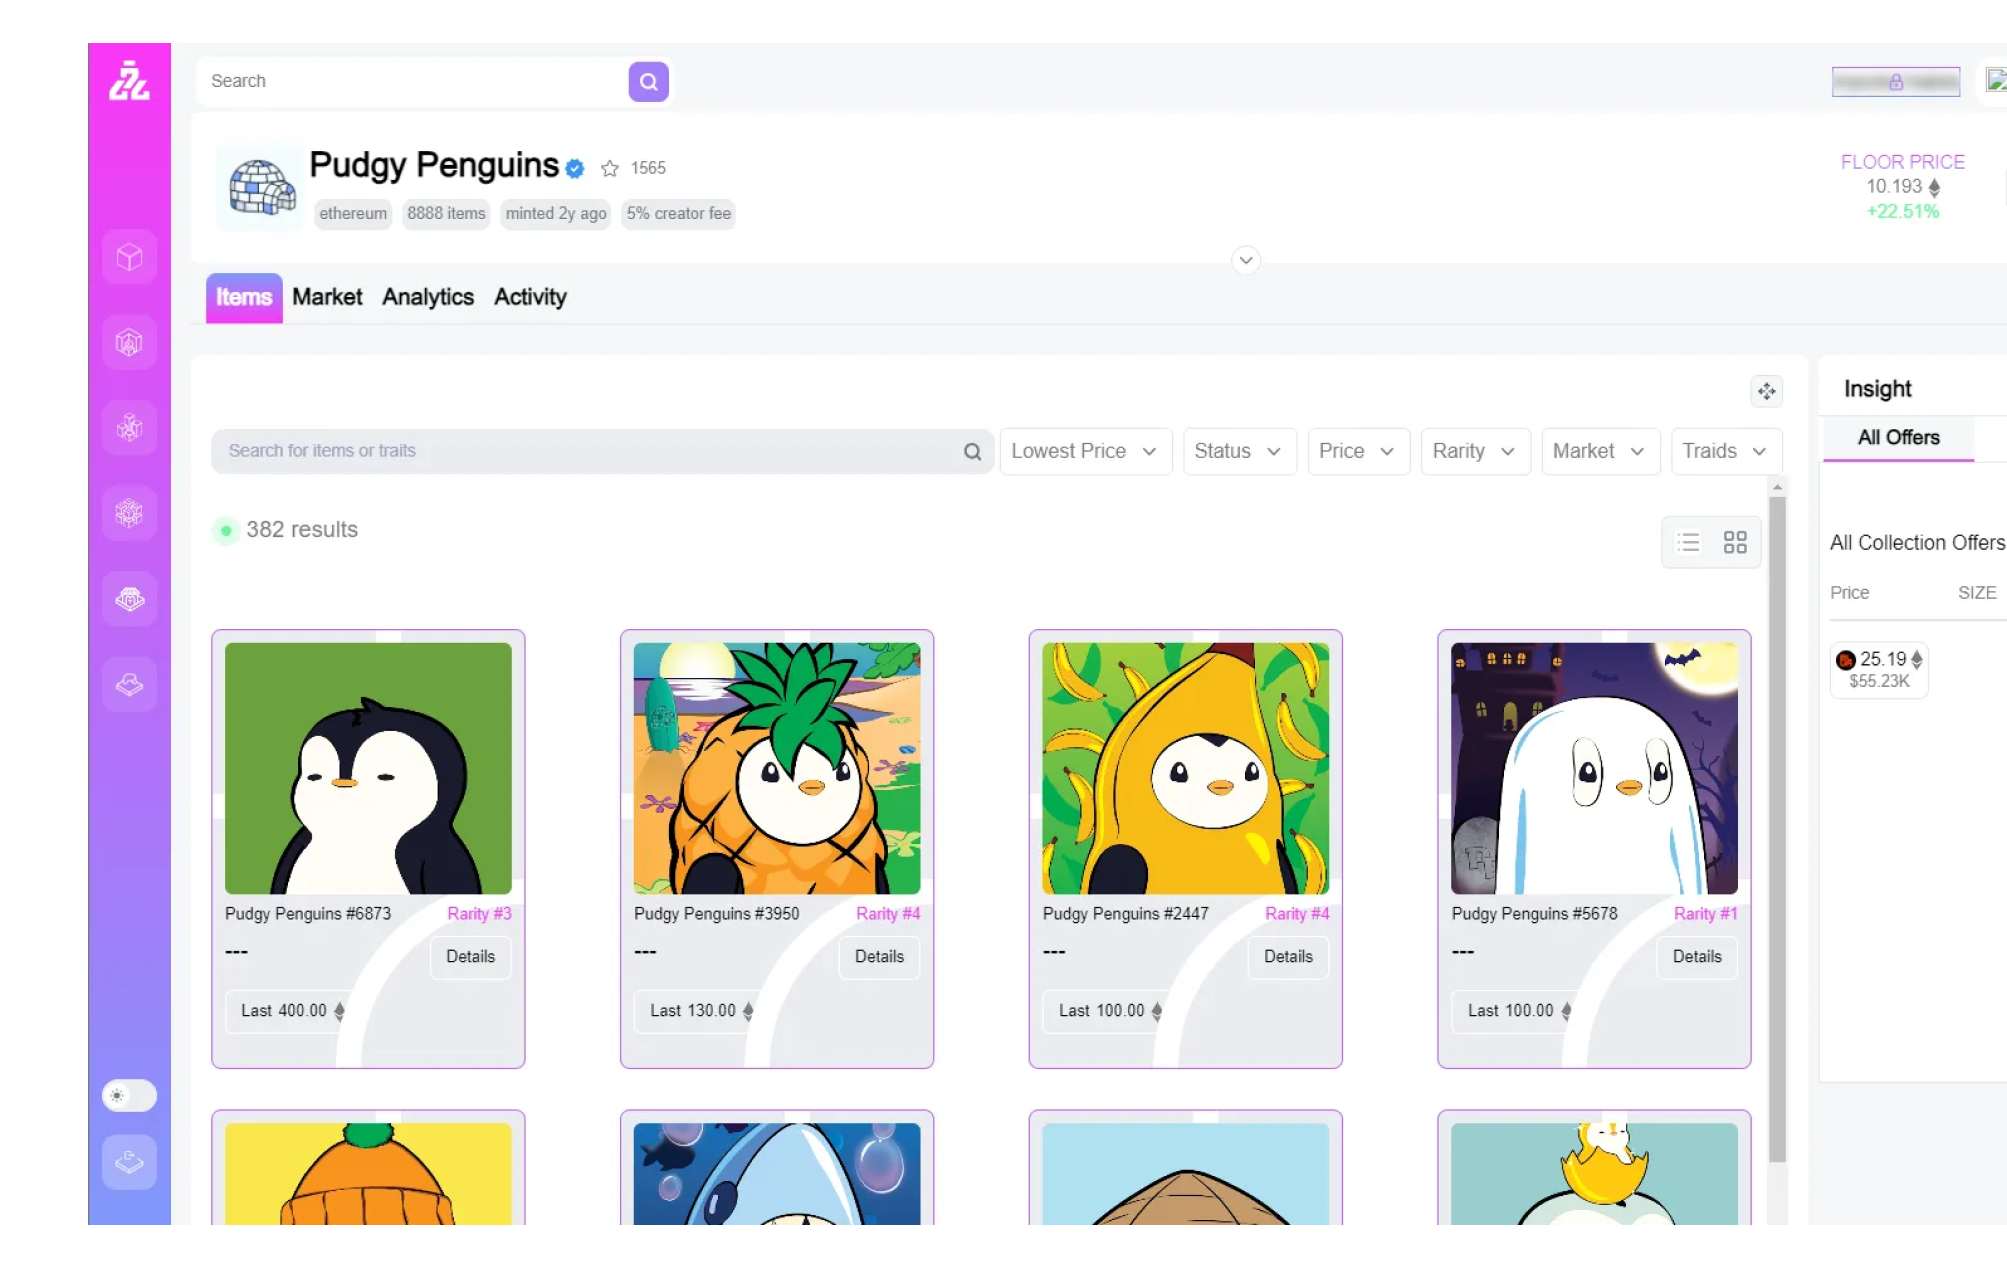 Search
Pudgy Penguins 1565
ethereum 8888 items minted 2y ago 5% creator fee
FLOOR PRICE
10.193
+22.51%
Items Market Analytics Activity
Search for items or traits Lowest Price Status Price Rarity Market Traids
382 results
Pudgy Penguins #6873 Rarity #3
---
Details
Last 400.00
Pudgy Penguins #3950 Rarity #4
---
Details
Last 130.00
Pudgy Penguins #2447 Rarity #4
---
Details
Last 100.00
Pudgy Penguins #5678 Rarity #1
---
Details
Last 100.00
Insight
All Offers
All Collection Offers
Price SIZE
25.19
$55.23K